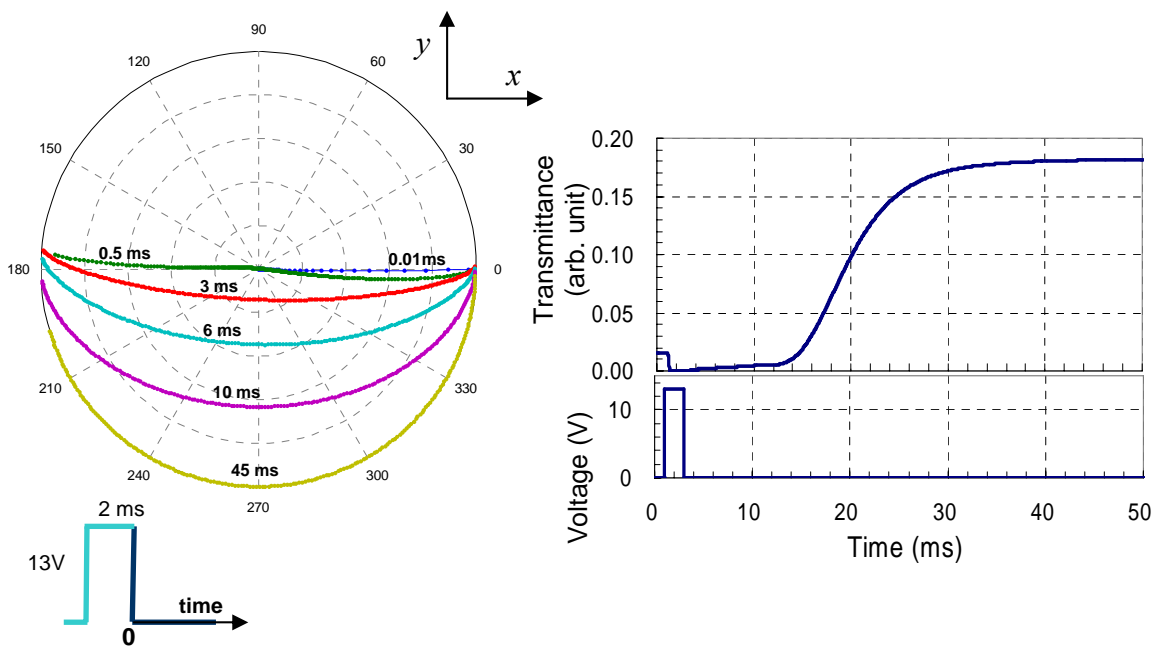 90
120
60
y
x
150
30
0.5 ms
0.01ms
180
0
3 ms
6 ms
210
10 ms
330
45 ms
240
300
270
2 ms
13V
time
0
Transmittance
(arb. unit)
0.20
0.15
0.10
0.05
0.00
Voltage (V)
10
0
0 10 20 30 40 50
Time (ms)